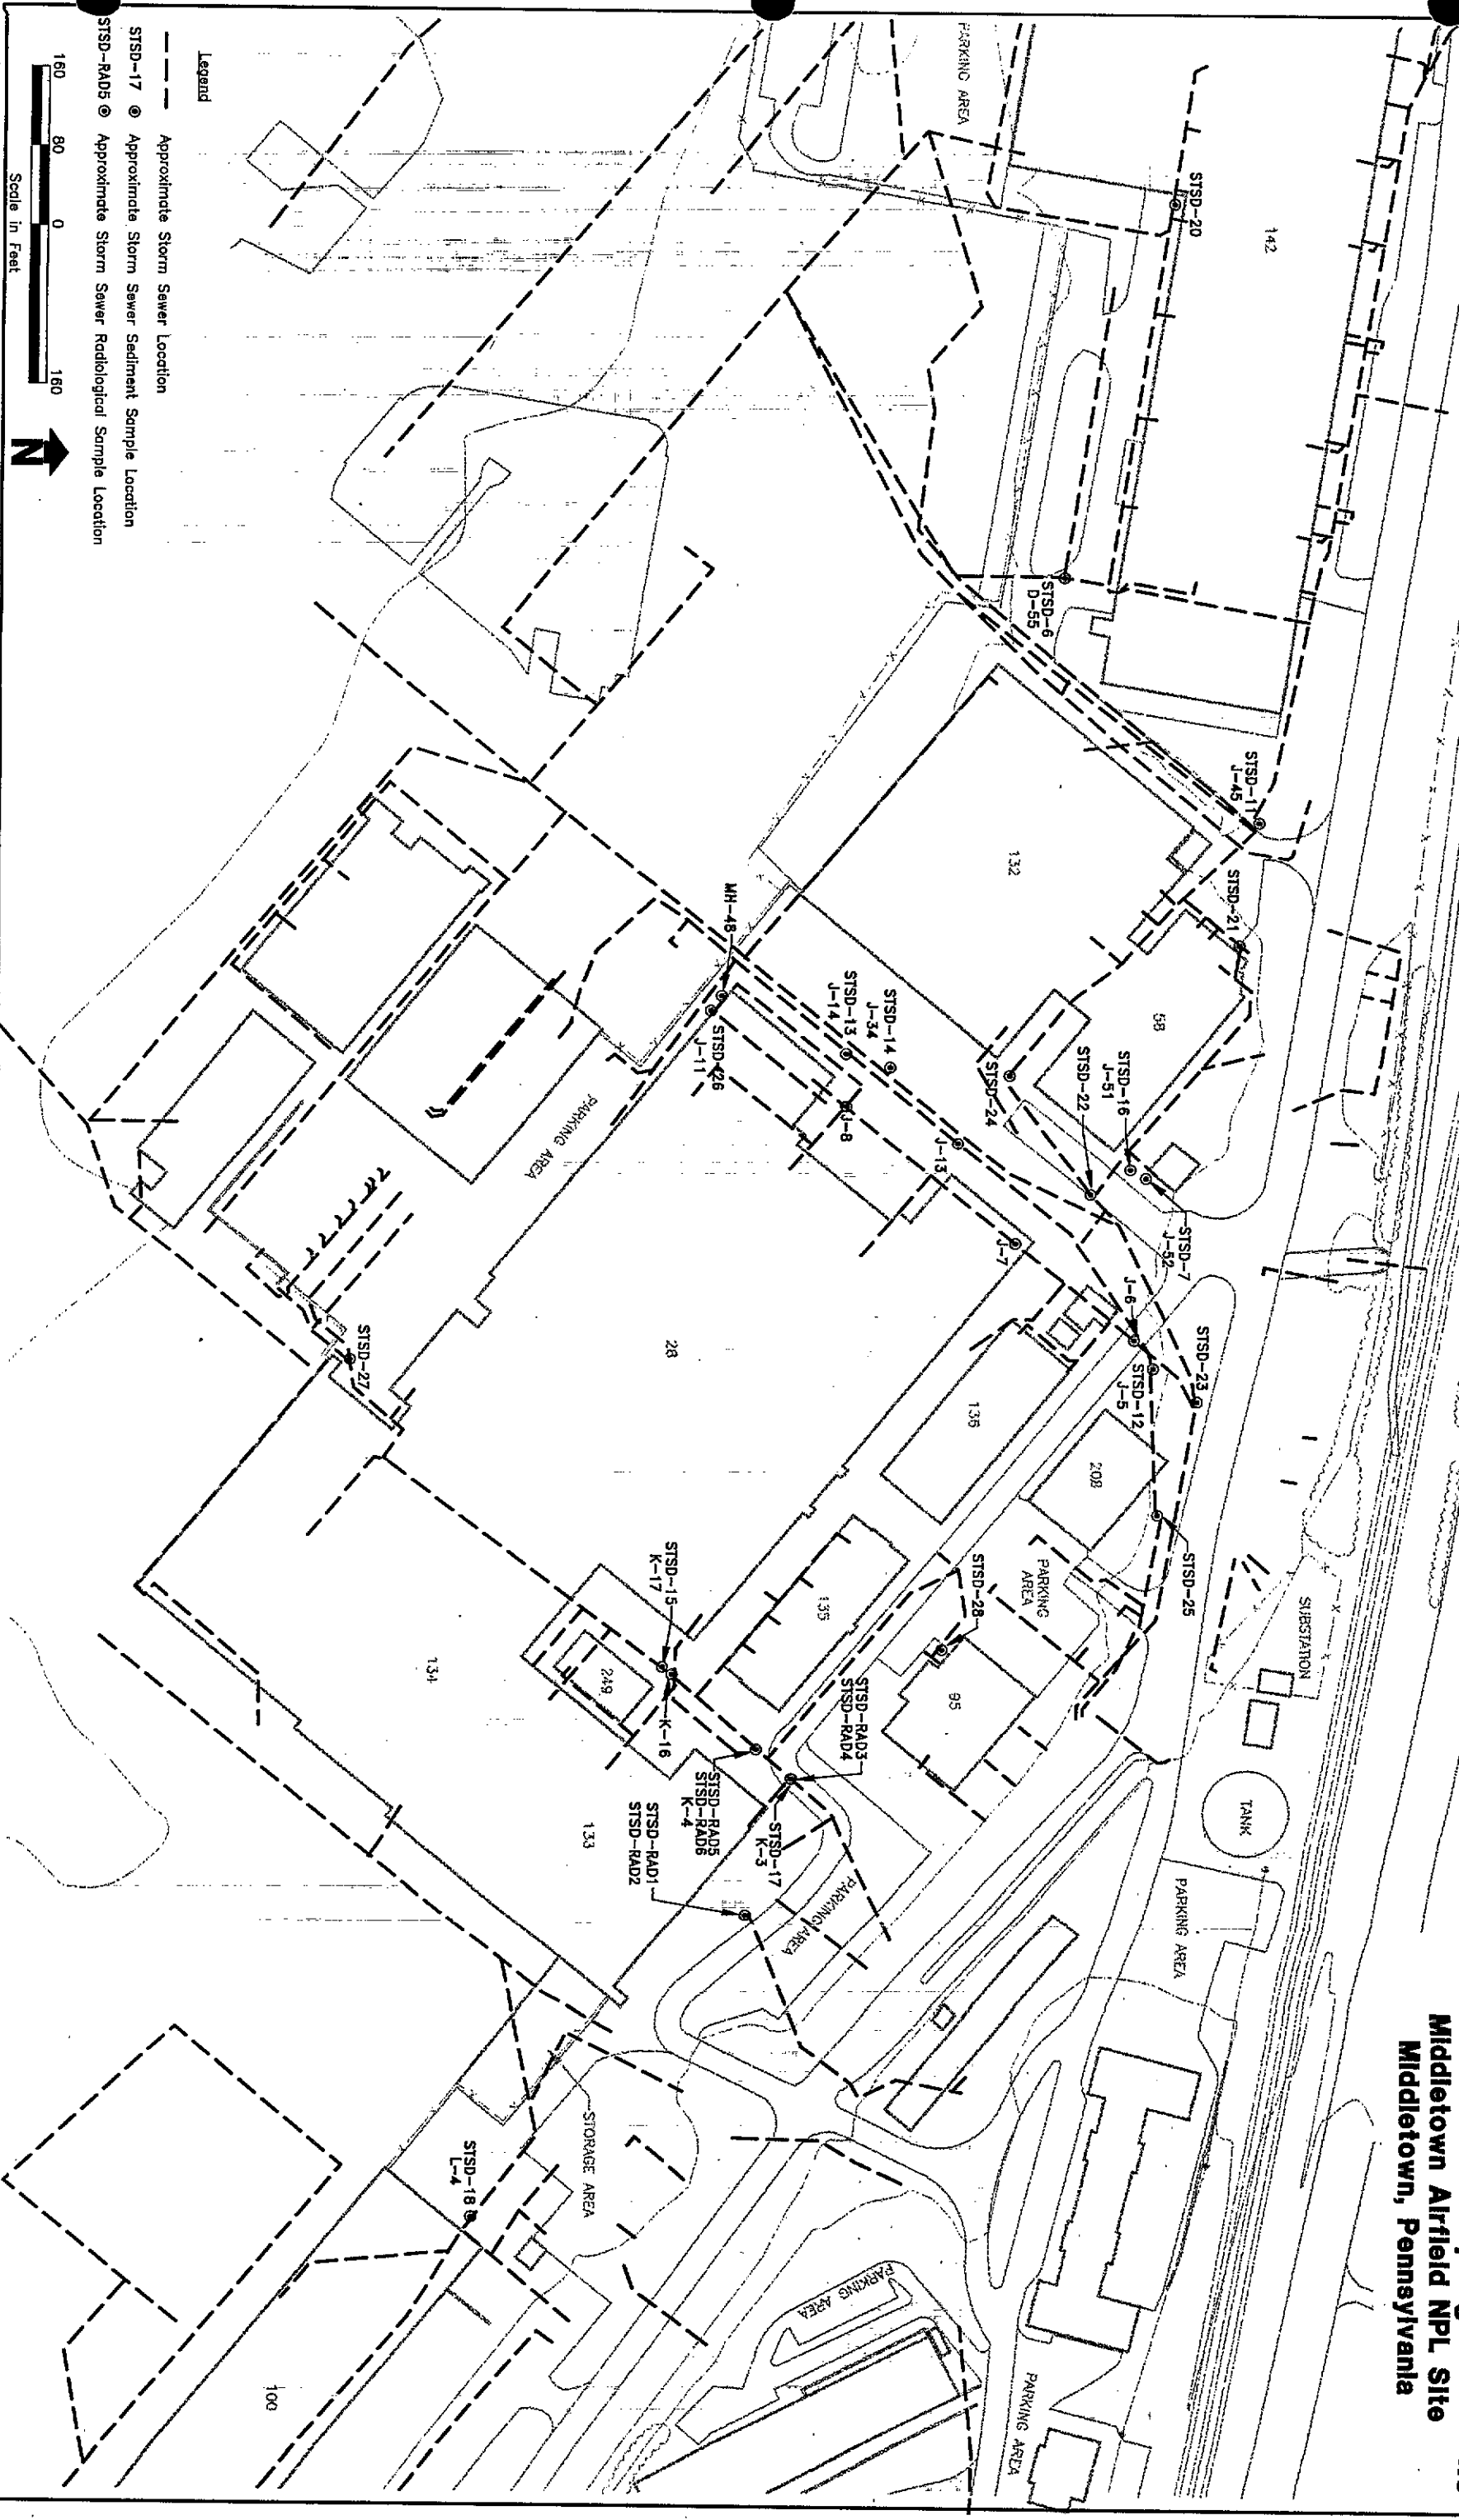 Middletown Airfield NPL Site
Middletown, Pennsylvania
142
STSD-20
PARKING AREA
STSD-6
D-55
STSD-11
J-45
132
STSD-21
68
STSD-16
J-51
STSD-22
STSD-24
STSD-7
J-52
STSD-14
J-34
STSD-13
J-14
MH-48
STSD-26
J-11
J-8
J-13
J-7
J-6
STSD-23
STSD-12
J-5
PARKING AREA
28
136
208
STSD-25
STSD-27
SUBSTATION
PARKING
AREA
STSD-28
95
135
STSD-15
K-17
249
K-16
134
STSD-RAD3
STSD-RAD4
STSD-RAD5
STSD-RAD6
K-4
STSD-17
K-3
STSD-RAD1
STSD-RAD2
133
TANK
PARKING AREA
PARKING AREA
STORAGE AREA
STSD-18
L-4
PARKING AREA
PARKING AREA
100
Legend
Approximate Storm Sewer Location
STSD-17 Approximate Storm Sewer Sediment Sample Location
STSD-RAD5 Approximate Storm Sewer Radiological Sample Location
160 80 0 160
Scale in Feet
N